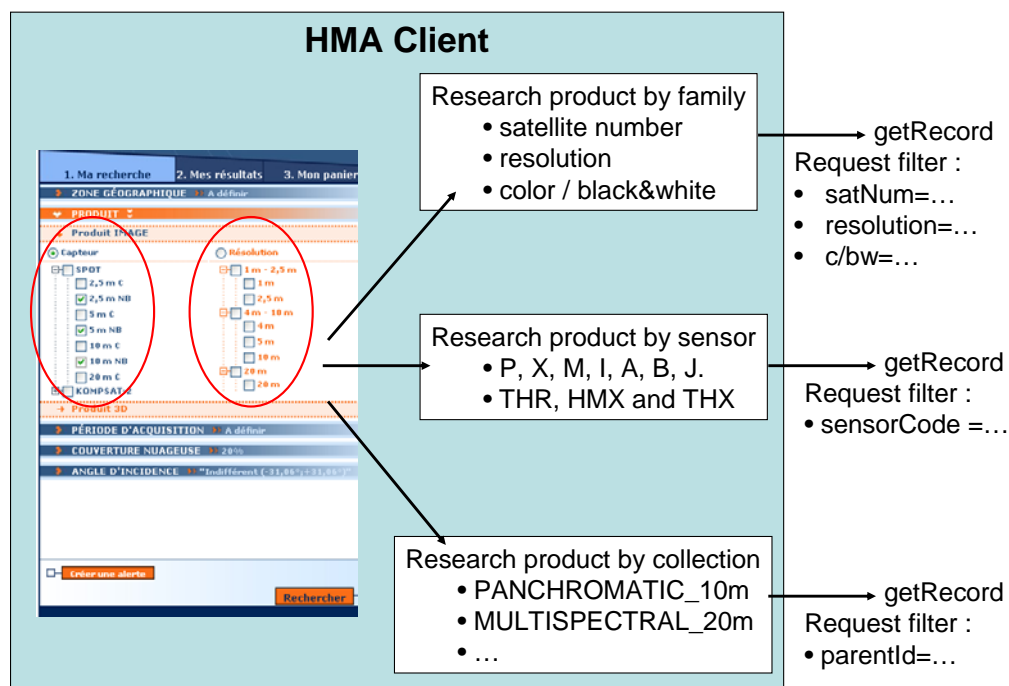 HMA Client
1. Ma recherche
2. Mes résultats
3. Mon panier
ZONE GÉOGRAPHIQUE A définir
PRODUIT
Produit IMAGE
Capteur
SPOT
2,5 m C
2,5 m NB
5 m C
5 m NB
10 m C
10 m NB
20 m C
KOMPSAT-2
Résolution
1 m - 2,5 m
1 m
2,5 m
4 m - 10 m
4 m
5 m
10 m
20 m
20 m
Produit 3D
PÉRIODE D'ACQUISITION A définir
COUVERTURE NUAGEUSE 20%
ANGLE D'INCIDENCE "Indifférent (-31,06°;+31,06°)"
Créer une alerte
Rechercher
Research product by family
• satellite number
• resolution
• color / black&white
getRecord
Request filter :
• satNum=…
• resolution=…
• c/bw=…
Research product by sensor
• P, X, M, I, A, B, J.
• THR, HMX and THX
getRecord
Request filter :
• sensorCode =…
Research product by collection
• PANCHROMATIC_10m
• MULTISPECTRAL_20m
• …
getRecord
Request filter :
• parentId=…